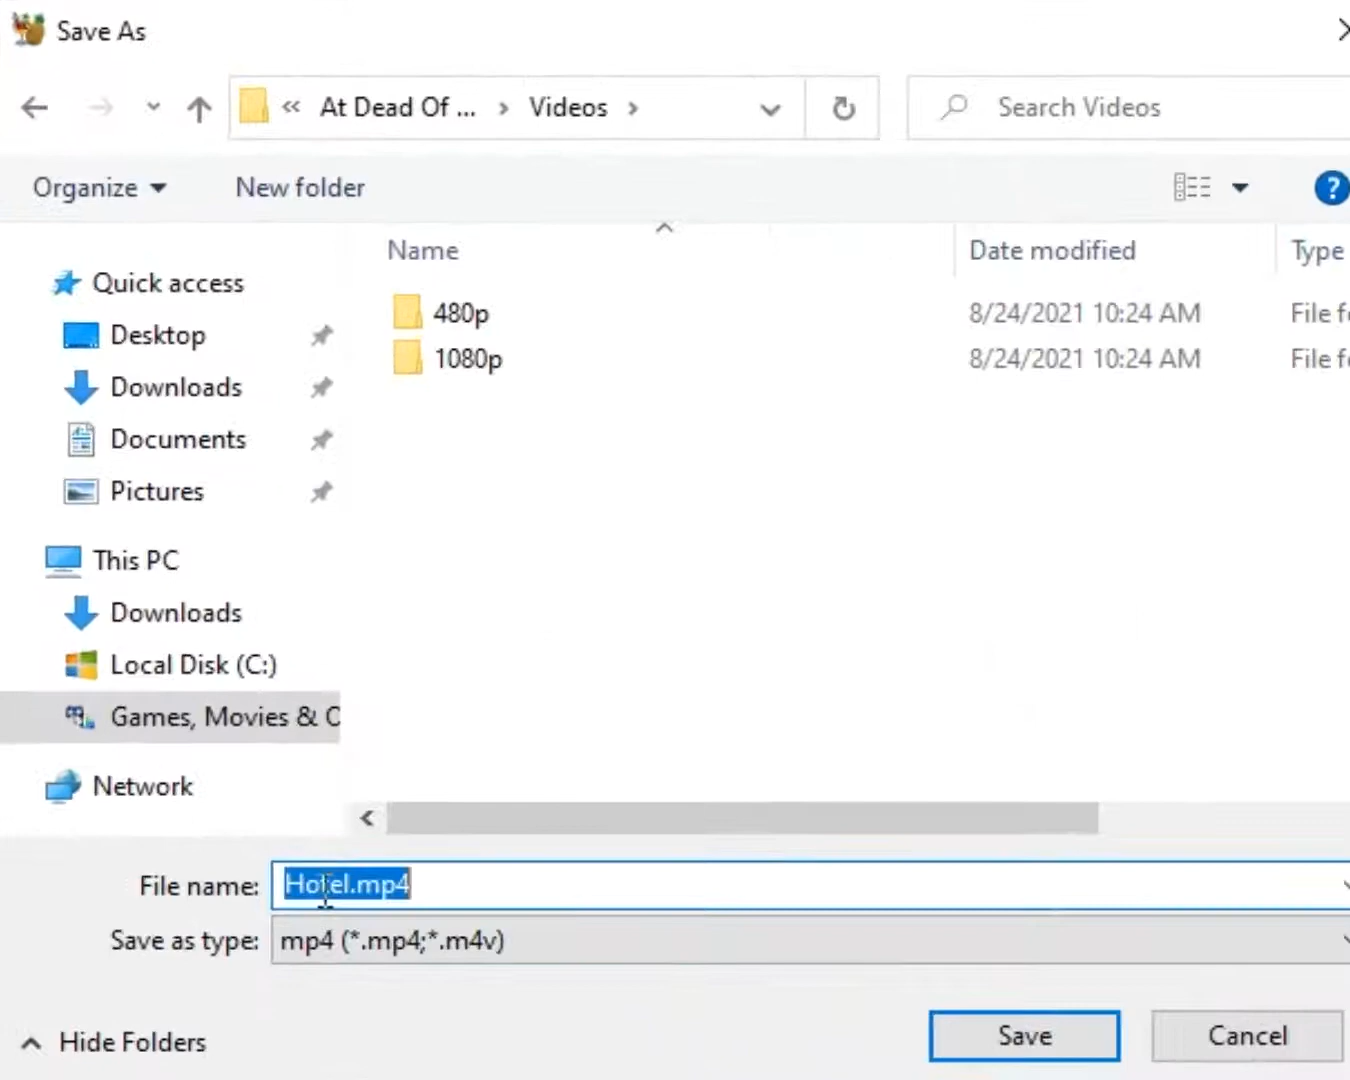 Save As
At Dead Of ... Videos
Search Videos
Organize
New folder
?
Name
Date modified
Type
Quick access
Desktop
Downloads
Documents
Pictures
This PC
Downloads
Local Disk (C:)
Games, Movies & C
Network
480p
8/24/2021 10:24 AM
File f
1080p
8/24/2021 10:24 AM
File f
File name:
Hotel.mp4
Save as type:
mp4 (*.mp4;*.m4v)
Hide Folders
Save
Cancel